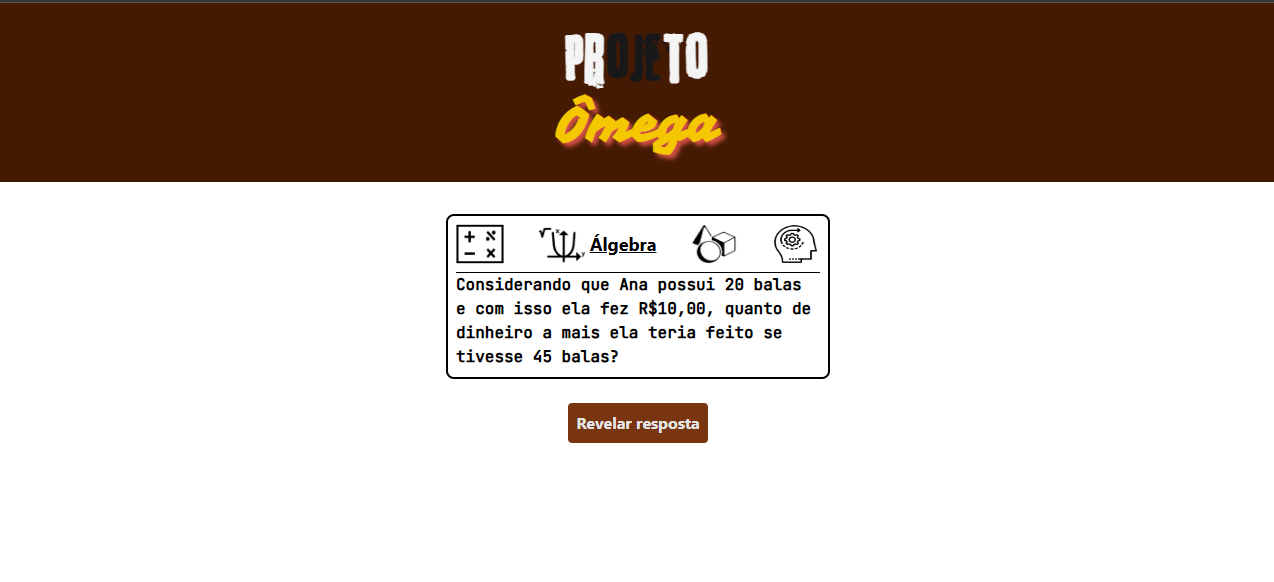 PROJETO
Ômega
Álgebra
Considerando que Ana possui 20 balas
e com isso ela fez R$10,00, quanto de
dinheiro a mais ela teria feito se
tivesse 45 balas?
Revelar resposta